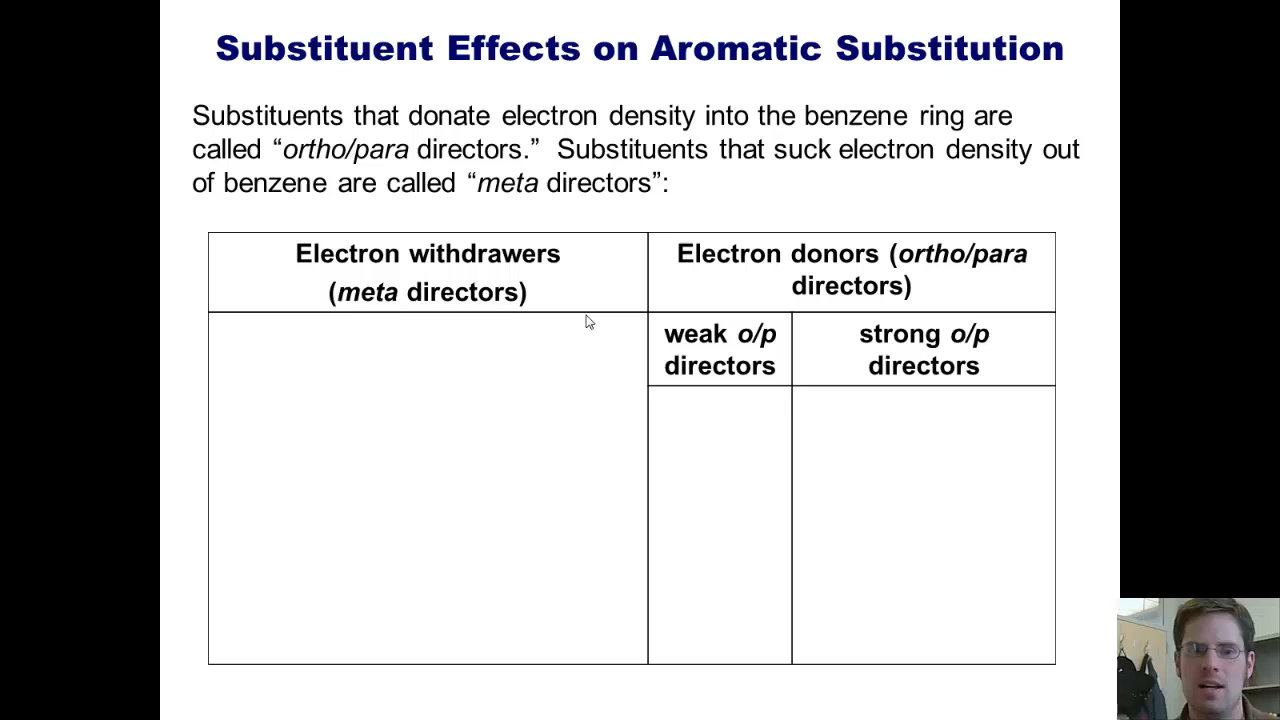 Substituent Effects on Aromatic Substitution
Substituents that donate electron density into the benzene ring are
called “ortho/para directors.” Substituents that suck electron density out
of benzene are called “meta directors”:
Electron withdrawers
(meta directors)
Electron donors (ortho/para
directors)
weak o/p
directors
strong o/p
directors